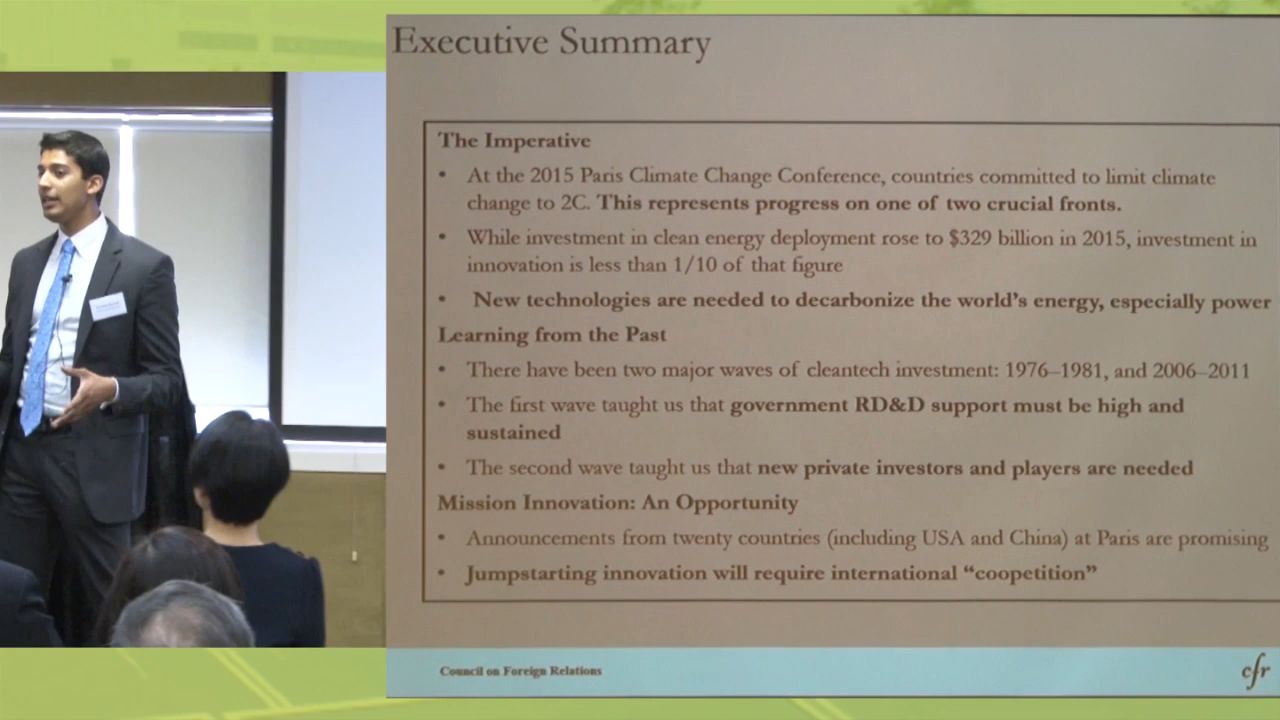 Executive Summary
The Imperative
• At the 2015 Paris Climate Change Conference, countries committed to limit climate
change to 2C. This represents progress on one of two crucial fronts.
• While investment in clean energy deployment rose to $329 billion in 2015, investment in
innovation is less than 1/10 of that figure
• New technologies are needed to decarbonize the world's energy, especially power
Learning from the Past
• There have been two major waves of cleantech investment: 1976–1981, and 2006–2011
• The first wave taught us that government RD&D support must be high and
sustained
• The second wave taught us that new private investors and players are needed
Mission Innovation: An Opportunity
• Announcements from twenty countries (including USA and China) at Paris are promising
• Jumpstarting innovation will require international “coopetition”
Council on Foreign Relations
cfr